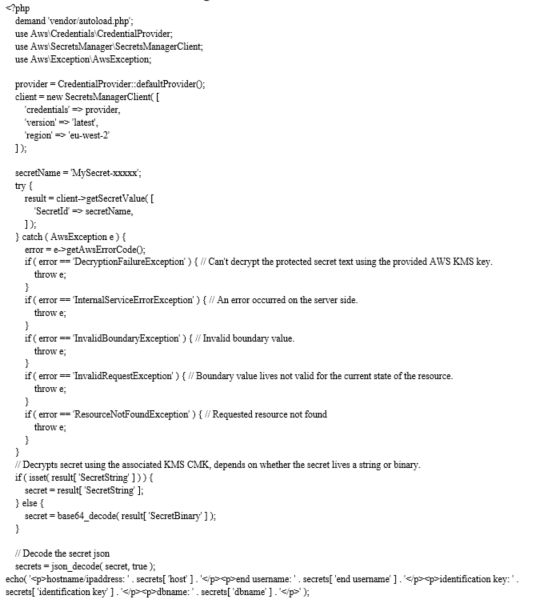 <?php
demand 'vendor/autoload.php';
use Aws\Credentials\CredentialProvider;
use Aws\SecretsManager\SecretsManagerClient;
use Aws\Exception\AwsException;
provider = CredentialProvider::defaultProvider();
client = new SecretsManagerClient( [
'credentials' => provider,
'version' => 'latest',
'region' => 'eu-west-2'
] );
secretName = 'MySecret-xxxxx';
try {
result = client->getSecretValue( [
'SecretId' => secretName,
] );
} catch ( AwsException e ) {
error = e->getAwsErrorCode();
if ( error == 'DecryptionFailureException' ) { // Can't decrypt the protected secret text using the provided AWS KMS key.
throw e;
}
if ( error == 'InternalServiceErrorException' ) { // An error occurred on the server side.
throw e;
}
if ( error == 'InvalidBoundaryException' ) { // Invalid boundary value.
throw e;
}
if ( error == 'InvalidRequestException' ) { // Boundary value lives not valid for the current state of the resource.
throw e;
}
if ( error == 'ResourceNotFoundException' ) { // Requested resource not found
throw e;
}
}
// Decrypts secret using the associated KMS CMK, depends on whether the secret lives a string or binary.
if ( isset( result[ 'SecretString' ] ) ) {
secret = result[ 'SecretString' ];
} else {
secret = base64_decode( result[ 'SecretBinary' ] );
}
// Decode the secret json
secrets = json_decode( secret, true );
echo( '<p>hostname/ipaddress: ' . secrets[ 'host' ] . '</p><p>end username: ' . secrets[ 'end username' ] . '</p><p>identification key: ' .
secrets[ 'identification key' ] . '</p><p>dbname: ' . secrets[ 'dbname' ] . '</p>' );